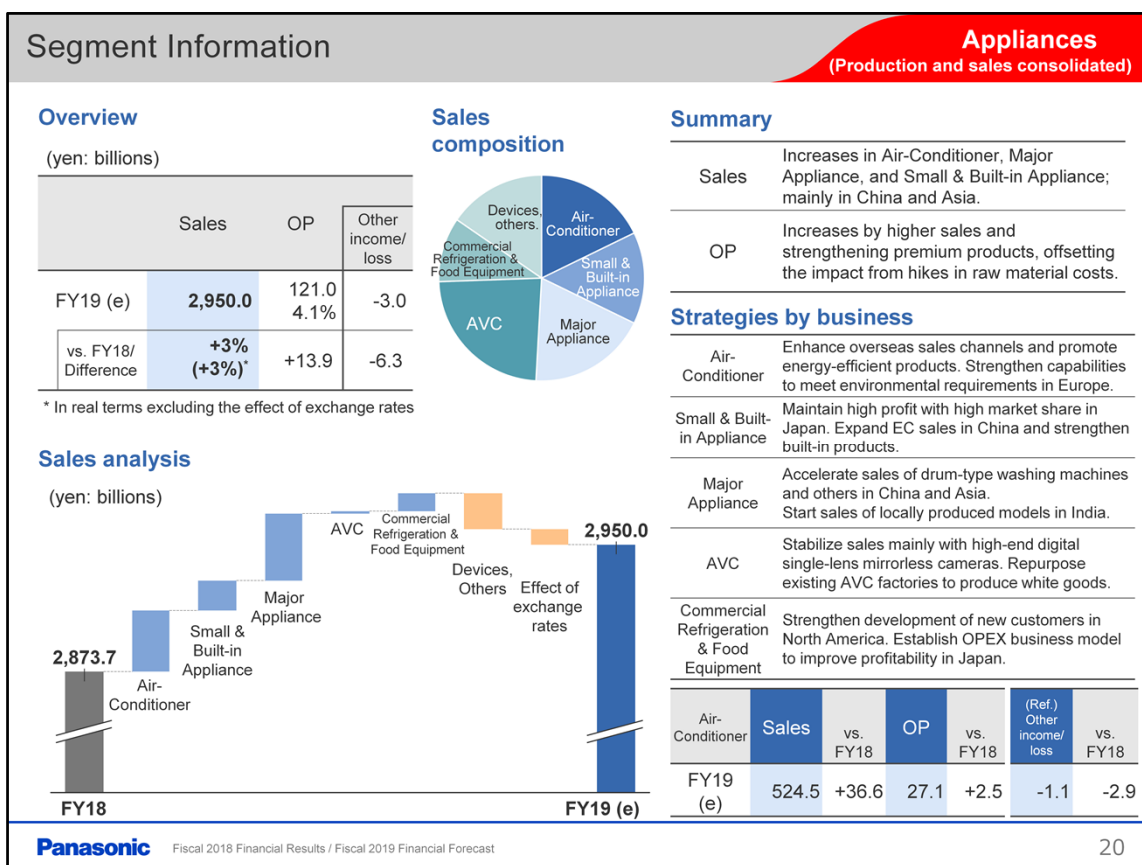 Segment Information
Appliances
(Production and sales consolidated)
Overview
(yen: billions)
Sales
OP
Other
income/
loss
FY19 (e)
2,950.0
121.0
4.1%
-3.0
vs. FY18/
Difference
+3%
(+3%)*
+13.9
-6.3
* In real terms excluding the effect of exchange rates
Sales
composition
Devices,
others.
Air-
Conditioner
Commercial
Refrigeration &
Food Equipment
Small &
Built-in
Appliance
AVC
Major
Appliance
Sales analysis
(yen: billions)
2,873.7
Air-
Conditioner
Small &
Built-in
Appliance
Major
Appliance
AVC
Commercial
Refrigeration &
Food Equipment
Devices,
Others
Effect of
exchange
rates
2,950.0
FY18
FY19 (e)
Summary
Sales
Increases in Air-Conditioner, Major
Appliance, and Small & Built-in Appliance;
mainly in China and Asia.
OP
Increases by higher sales and
strengthening premium products, offsetting
the impact from hikes in raw material costs.
Strategies by business
Air-
Conditioner
Enhance overseas sales channels and promote
energy-efficient products. Strengthen capabilities
to meet environmental requirements in Europe.
Small & Built-
in Appliance
Maintain high profit with high market share in
Japan. Expand EC sales in China and strengthen
built-in products.
Major
Appliance
Accelerate sales of drum-type washing machines
and others in China and Asia.
Start sales of locally produced models in India.
AVC
Stabilize sales mainly with high-end digital
single-lens mirrorless cameras. Repurpose
existing AVC factories to produce white goods.
Commercial
Refrigeration
& Food
Equipment
Strengthen development of new customers in
North America. Establish OPEX business model
to improve profitability in Japan.
Air-
Conditioner
Sales
vs.
FY18
OP
vs.
FY18
(Ref.)
Other
income/
loss
vs.
FY18
FY19
(e)
524.5
+36.6
27.1
+2.5
-1.1
-2.9
Panasonic
Fiscal 2018 Financial Results / Fiscal 2019 Financial Forecast
20